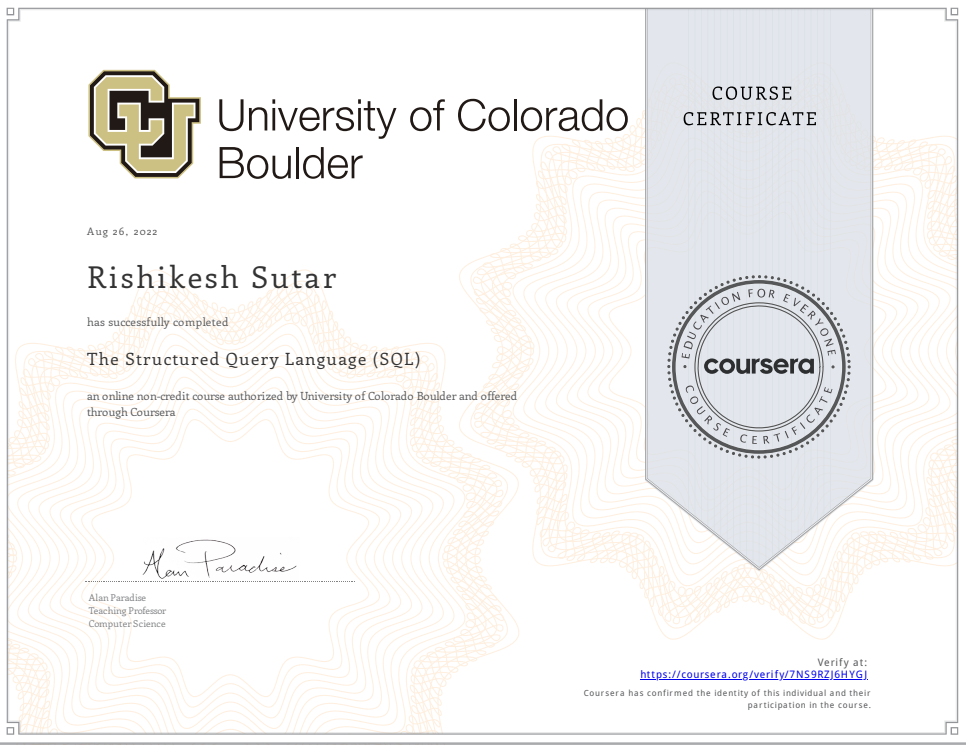 CU
University of Colorado
Boulder
COURSE
CERTIFICATE
Aug 26, 2022
Rishikesh Sutar
has successfully completed
The Structured Query Language (SQL)
an online non-credit course authorized by University of Colorado Boulder and offered
through Coursera
EDUCATION FOR EVERYONE
coursera
COURSE CERTIFICATE
Alan Paradise
Alan Paradise
Teaching Professor
Computer Science
Verify at:
https://coursera.org/verify/7NS9RZJ6HYGJ
Coursera has confirmed the identity of this individual and their
participation in the course.